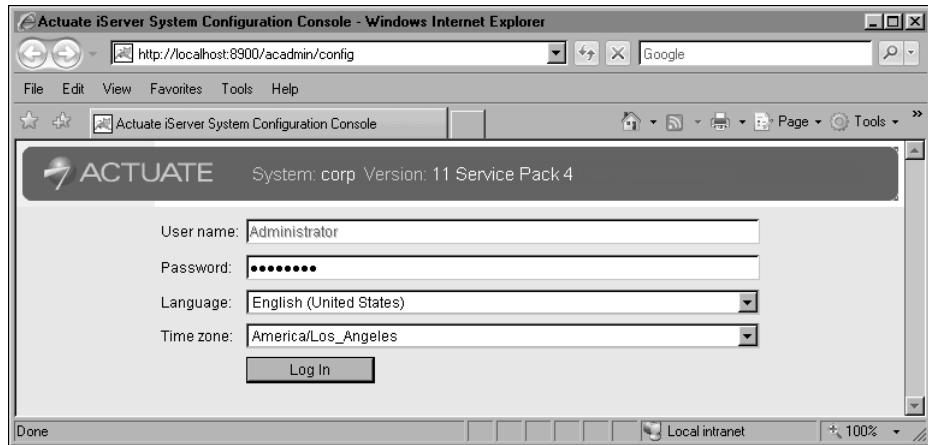 Actuate iServer System Configuration Console - Windows Internet Explorer
http://localhost:8900/acadmin/config
Google
File Edit View Favorites Tools Help
Actuate iServer System Configuration Console
Page Tools »
ACTUATE System: corp Version: 11 Service Pack 4
User name: Administrator
Password: ●●●●●●●●
Language: English (United States)
Time zone: America/Los_Angeles
Log In
Done Local intranet 100%